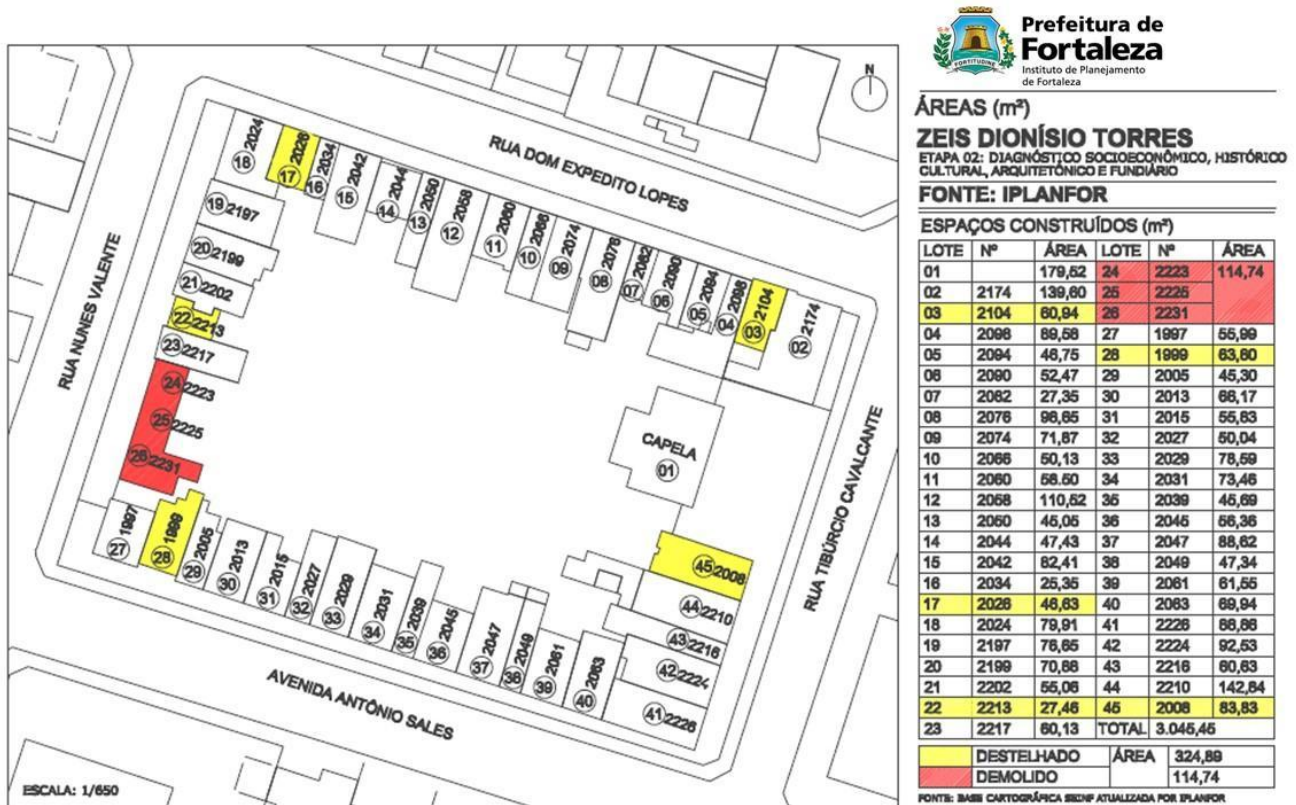 Prefeitura de
Fortaleza
Instituto de Planejamento
de Fortaleza
FORTITUDINE
ÁREAS (m²)
ZEIS DIONÍSIO TORRES
ETAPA 02: DIAGNÓSTICO SOCIOECONÔMICO, HISTÓRICO
CULTURAL, ARQUITETÔNICO E FUNDIÁRIO
FONTE: IPLANFOR
ESPAÇOS CONSTRUÍDOS (m²)
LOTE Nº ÁREA LOTE Nº ÁREA
01 179,52 24 2223 114,74
02 2174 139,60 25 2225
03 2104 60,94 26 2231
04 2098 89,58 27 1997 55,99
05 2094 46,75 28 1999 63,60
06 2090 52,47 29 2005 45,30
07 2082 27,35 30 2013 66,17
08 2076 96,65 31 2015 55,63
09 2074 71,87 32 2027 50,04
10 2066 50,13 33 2029 78,59
11 2060 56.50 34 2031 73,46
12 2058 110,52 35 2039 45,69
13 2050 45,05 36 2045 56,36
14 2044 47,43 37 2047 88,62
15 2042 82,41 38 2049 47,34
16 2034 25,35 39 2061 61,55
17 2026 46,63 40 2063 69,94
18 2024 79,91 41 2226 66,86
19 2197 76,65 42 2224 92,53
20 2199 70,68 43 2216 60,63
21 2202 55,06 44 2210 142,64
22 2213 27,46 45 2008 83,83
23 2217 60,13 TOTAL 3.045,45
DESTELHADO ÁREA 324,89
DEMOLIDO 114,74
FONTE: BASE CARTOGRÁFICA SEINF ATUALIZADA POR IPLANFOR
N
RUA DOM EXPEDITO LOPES
RUA NUNES VALENTE
RUA TIBÚRCIO CAVALCANTE
AVENIDA ANTÔNIO SALES
18 2024
17 2026
16 2034
15 2042
14 2044
13 2050
12 2058
11 2060
10 2066
09 2074
08 2076
07 2082
06 2090
05 2094
04 2098
03 2104
02 2174
19 2197
20 2199
21 2202
22 2213
23 2217
24 2223
25 2225
26 2231
CAPELA
01
27 1997
28 1999
29 2005
30 2013
31 2015
32 2027
33 2029
34 2031
35 2039
36 2045
37 2047
38 2049
39 2061
40 2063
45 2008
44 2210
43 2216
42 2224
41 2226
ESCALA: 1/650